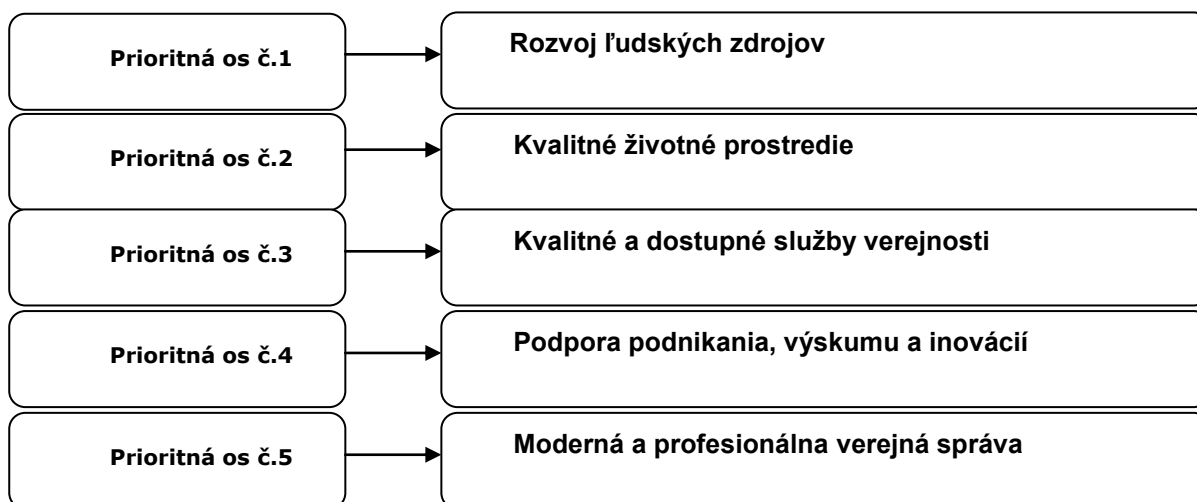 Prioritná os č.1
Rozvoj ľudských zdrojov
Prioritná os č.2
Kvalitné životné prostredie
Prioritná os č.3
Kvalitné a dostupné služby verejnosti
Prioritná os č.4
Podpora podnikania, výskumu a inovácií
Prioritná os č.5
Moderná a profesionálna verejná správa